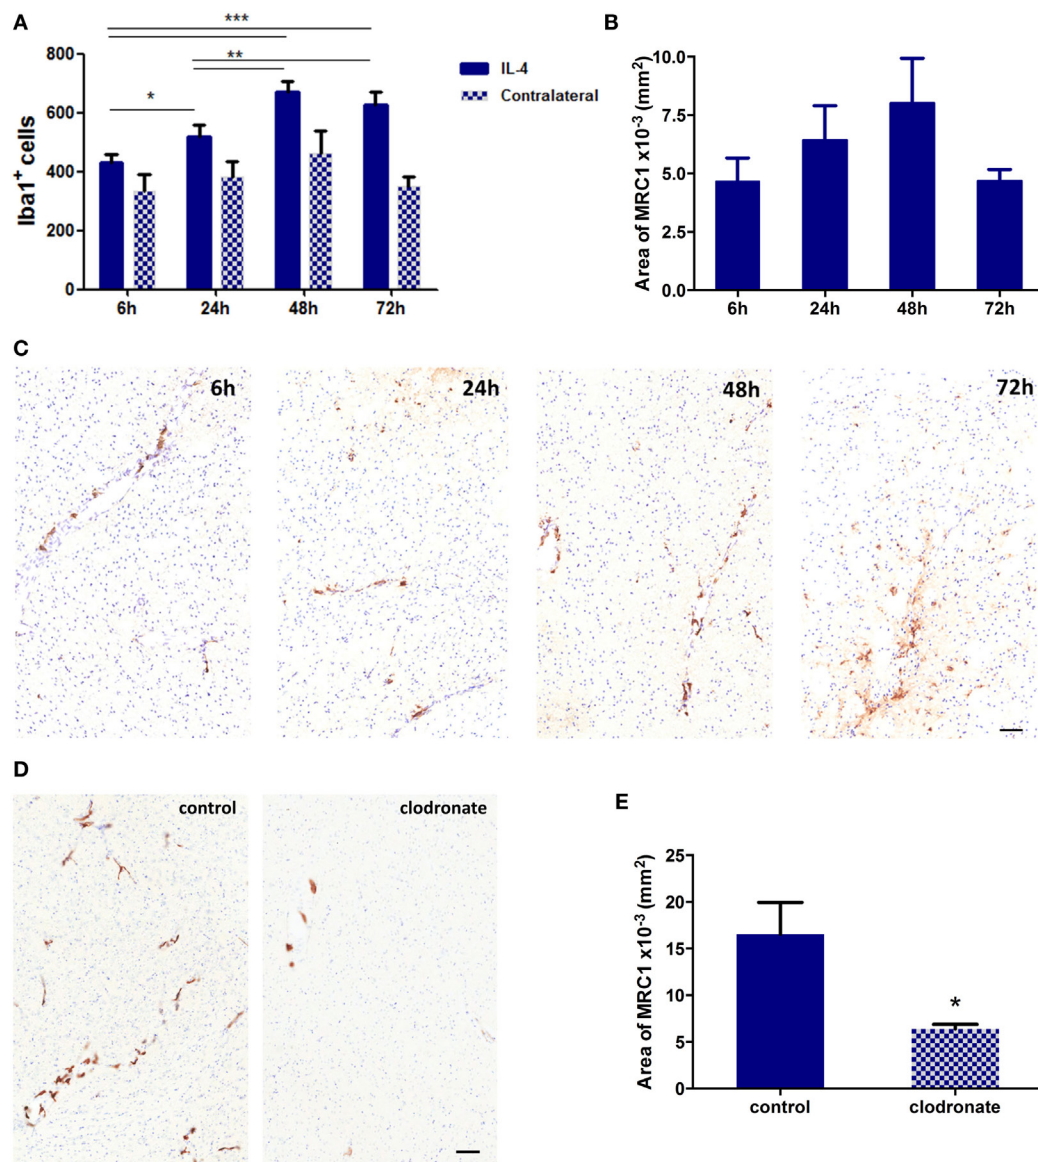 A
***
**
*
800
600
400
200
0
Iba1⁺ cells
6h
24h
48h
72h
IL-4
Contralateral
B
10.0
7.5
5.0
2.5
0.0
Area of MRC1 x10⁻³ (mm²)
6h
24h
48h
72h
C
6h
24h
48h
72h
D
control
clodronate
E
25
20
15
10
5
0
Area of MRC1 x10⁻³ (mm²)
*
control
clodronate